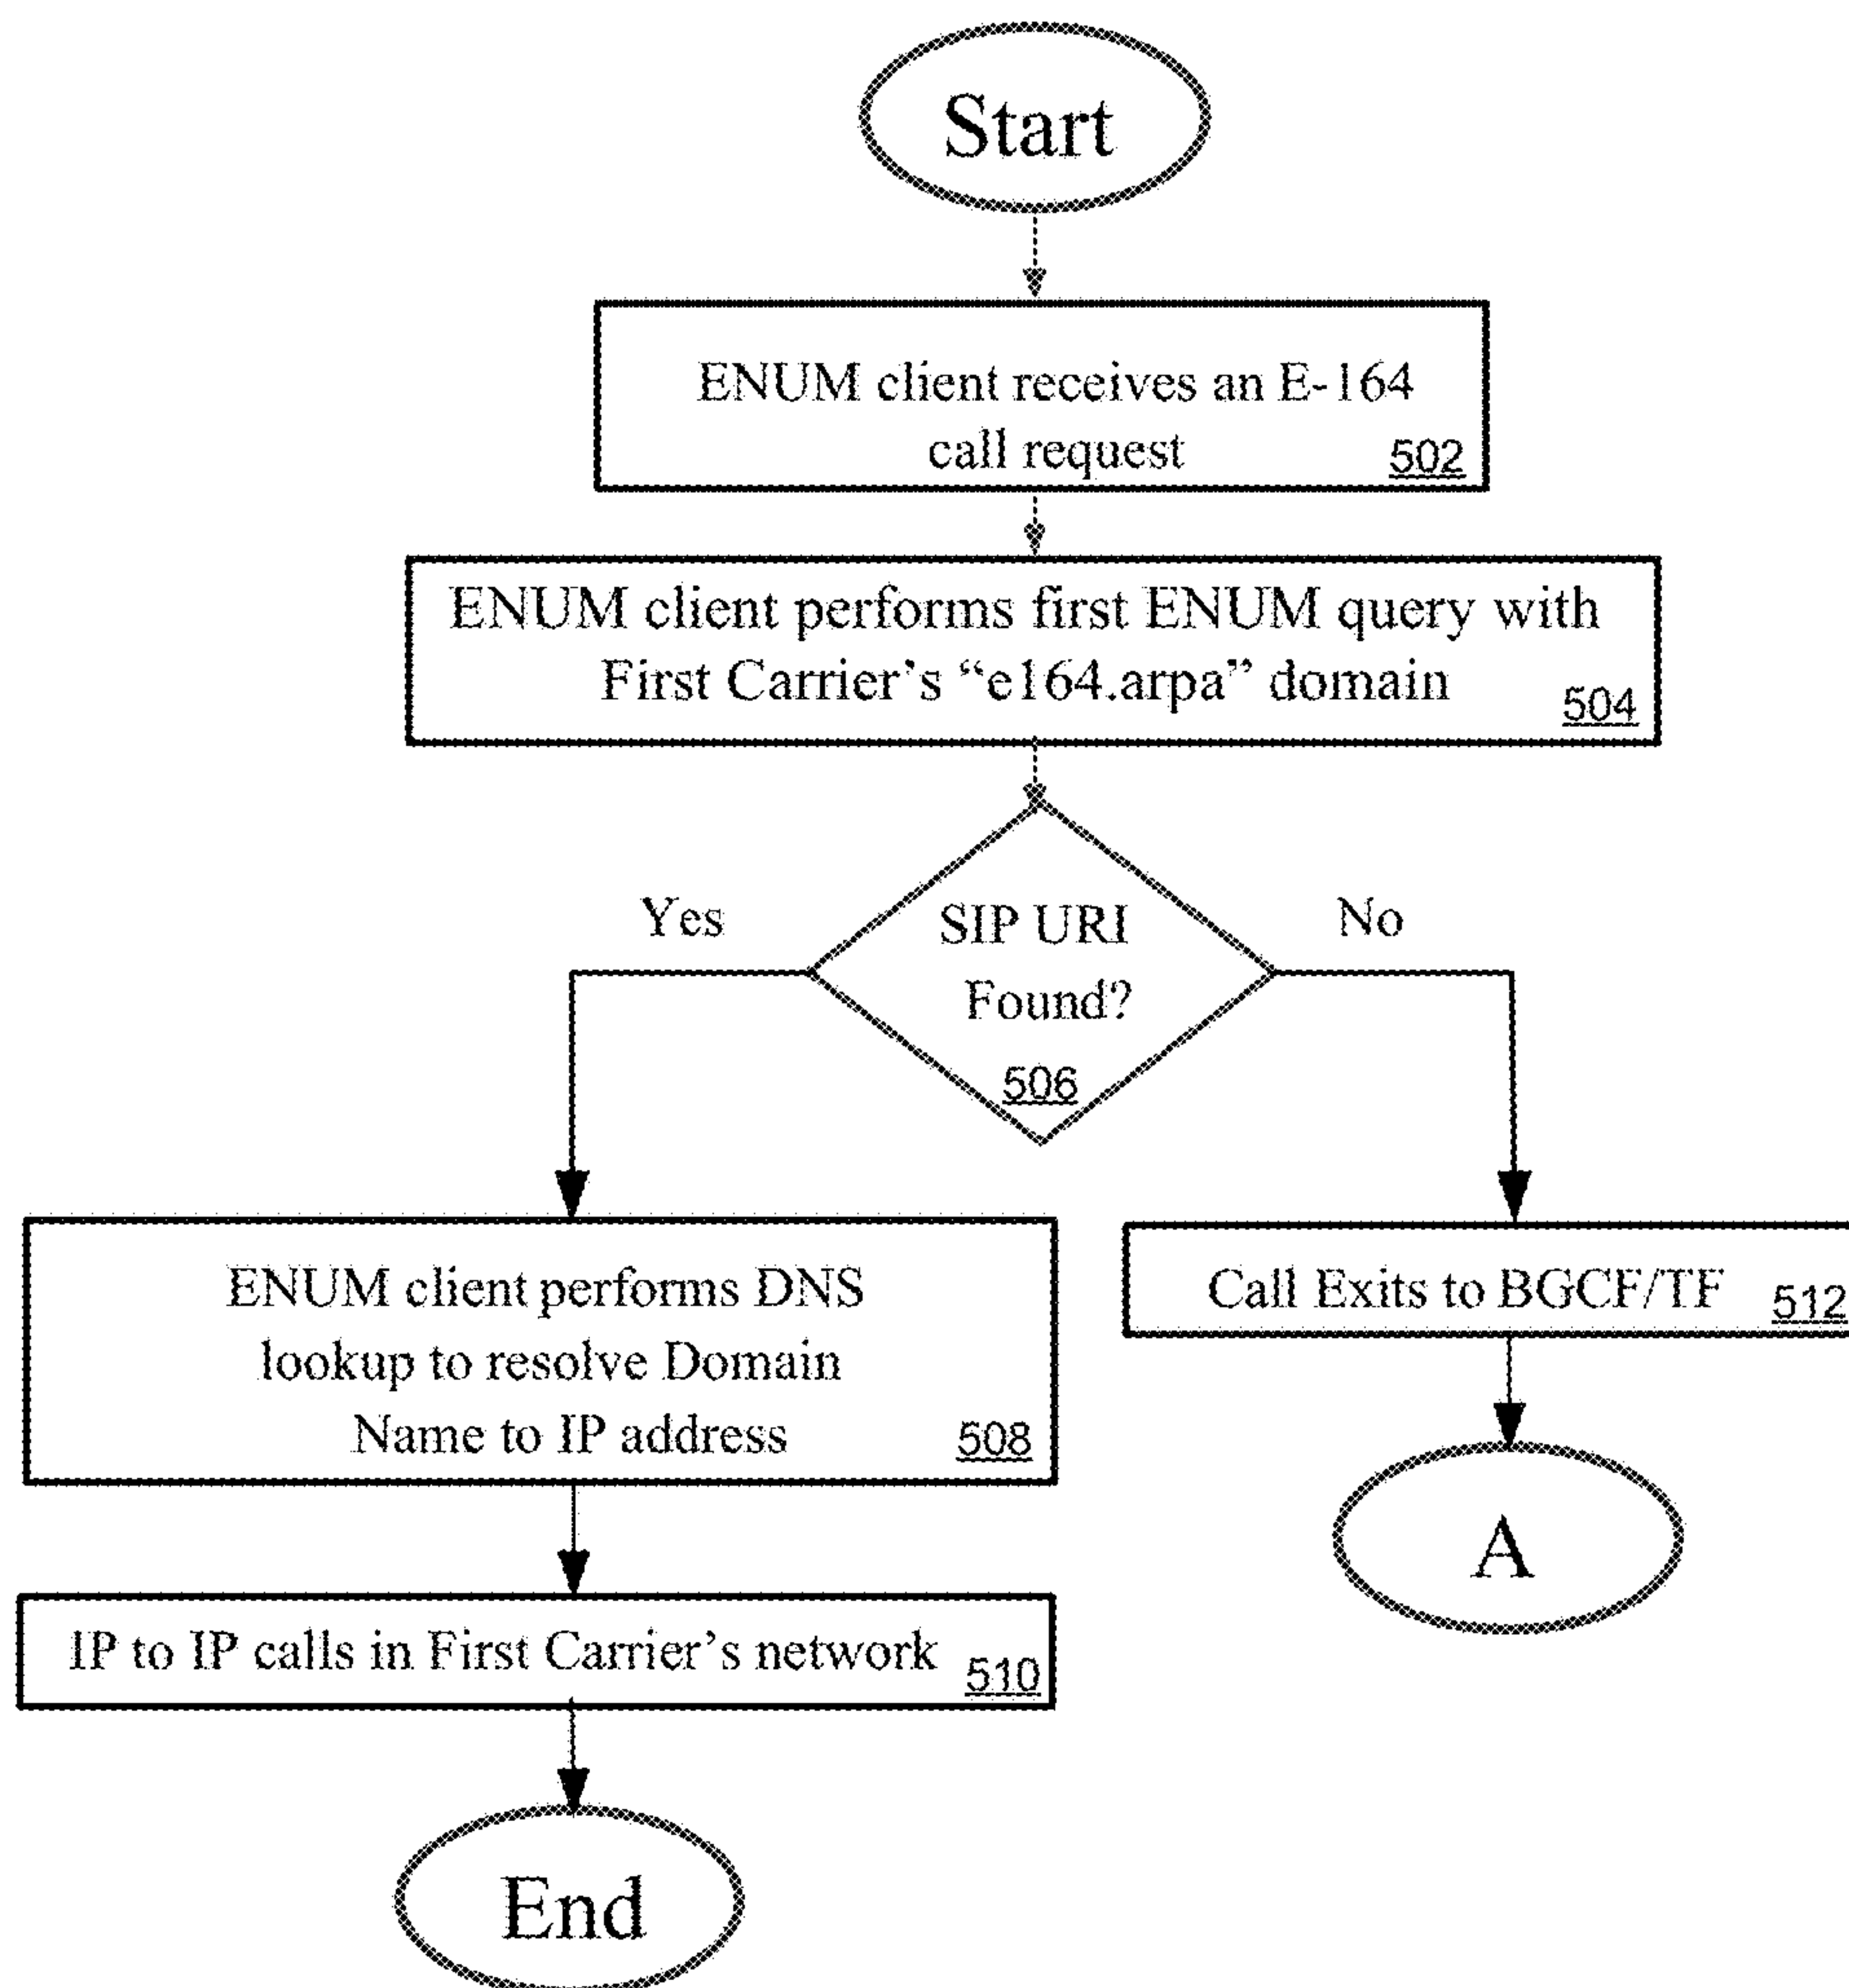 Start
ENUM client receives an E-164
call request
502
ENUM client performs first ENUM query with
First Carrier’s “e164.arpa” domain
504
Yes
SIP URI
Found?
506
No
ENUM client performs DNS
lookup to resolve Domain
Name to IP address
508
Call Exits to BGCF/TF
512
A
IP to IP calls in First Carrier’s network
510
End